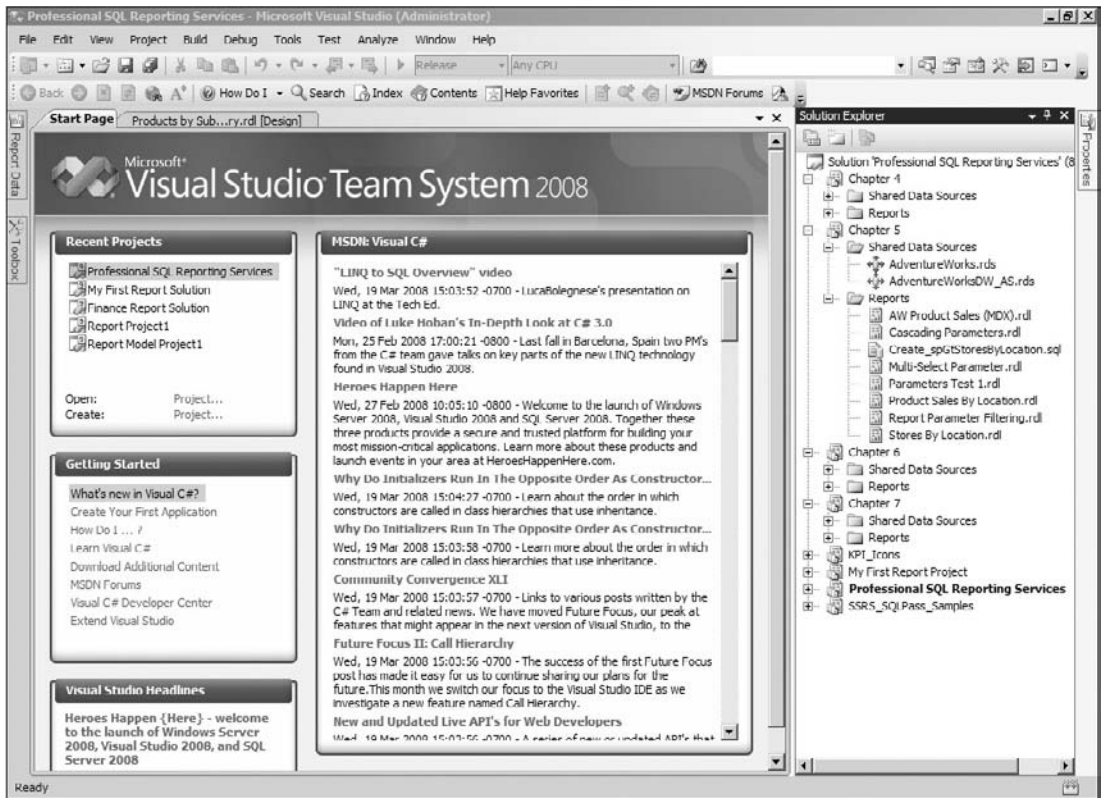 Professional SQL Reporting Services - Microsoft Visual Studio (Administrator)
File Edit View Project Build Debug Tools Test Analyze Window Help
Release Any CPU
Back How Do I Search Index Contents Help Favorites MSDN Forums
Start Page Products by Sub...ry.rdl [Design]
Report Data
Toolbox
Microsoft®
Visual Studio Team System 2008
Recent Projects
Professional SQL Reporting Services
My First Report Solution
Finance Report Solution
Report Project1
Report Model Project1
Open: Project...
Create: Project...
Getting Started
What's new in Visual C#?
Create Your First Application
How Do I ... ?
Learn Visual C#
Download Additional Content
MSDN Forums
Visual C# Developer Center
Extend Visual Studio
Visual Studio Headlines
Heroes Happen {Here} - welcome
to the launch of Windows Server
2008, Visual Studio 2008, and SQL
Server 2008
MSDN: Visual C#
"LINQ to SQL Overview" video
Wed, 19 Mar 2008 15:03:52 -0700 - LucaBolegnese's presentation on
LINQ at the Tech Ed.
Video of Luke Hoban's In-Depth Look at C# 3.0
Mon, 25 Feb 2008 17:00:21 -0800 - Last fall in Barcelona, Spain two PM's
from the C# team gave talks on key parts of the new LINQ technology
found in Visual Studio 2008.
Heroes Happen Here
Wed, 27 Feb 2008 10:05:10 -0800 - Welcome to the launch of Windows
Server 2008, Visual Studio 2008 and SQL Server 2008. Together these
three products provide a secure and trusted platform for building your
most mission-critical applications. Learn more about these products and
launch events in your area at HeroesHappenHere.com.
Why Do Initializers Run In The Opposite Order As Constructor...
Wed, 19 Mar 2008 15:04:27 -0700 - Learn about the order in which
constructors are called in class hierarchies that use inheritance.
Why Do Initializers Run In The Opposite Order As Constructor...
Wed, 19 Mar 2008 15:03:58 -0700 - Learn more about the order in which
constructors are called in class hierarchies that use inheritance.
Community Convergence XLI
Wed, 19 Mar 2008 15:03:57 -0700 - Links to various posts written by the
C# Team and related news. We have moved Future Focus, our peak at
features that might appear in the next version of Visual Studio, to the
Future Focus II: Call Hierarchy
Wed, 19 Mar 2008 15:03:56 -0700 - The success of the first Future Focus
post has made it easy for us to continue sharing our plans for the
future.This month we switch our focus to the Visual Studio IDE as we
investigate a new feature named Call Hierarchy.
New and Updated Live API's for Web Developers
Wed, 19 Mar 2008 15:03:56 -0700 - A series of new or updated API's that
Solution Explorer
Solution 'Professional SQL Reporting Services' (8
Chapter 4
Shared Data Sources
Reports
Chapter 5
Shared Data Sources
AdventureWorks.rds
AdventureWorksDW_AS.rds
Reports
AW Product Sales (MDX).rdl
Cascading Parameters.rdl
Create_spGtStoresByLocation.sql
Multi-Select Parameter.rdl
Parameters Test 1.rdl
Product Sales By Location.rdl
Report Parameter Filtering.rdl
Stores By Location.rdl
Chapter 6
Shared Data Sources
Reports
Chapter 7
Shared Data Sources
Reports
KPI_Icons
My First Report Project
Professional SQL Reporting Services
SSRS_SQLPass_Samples
Properties
Ready